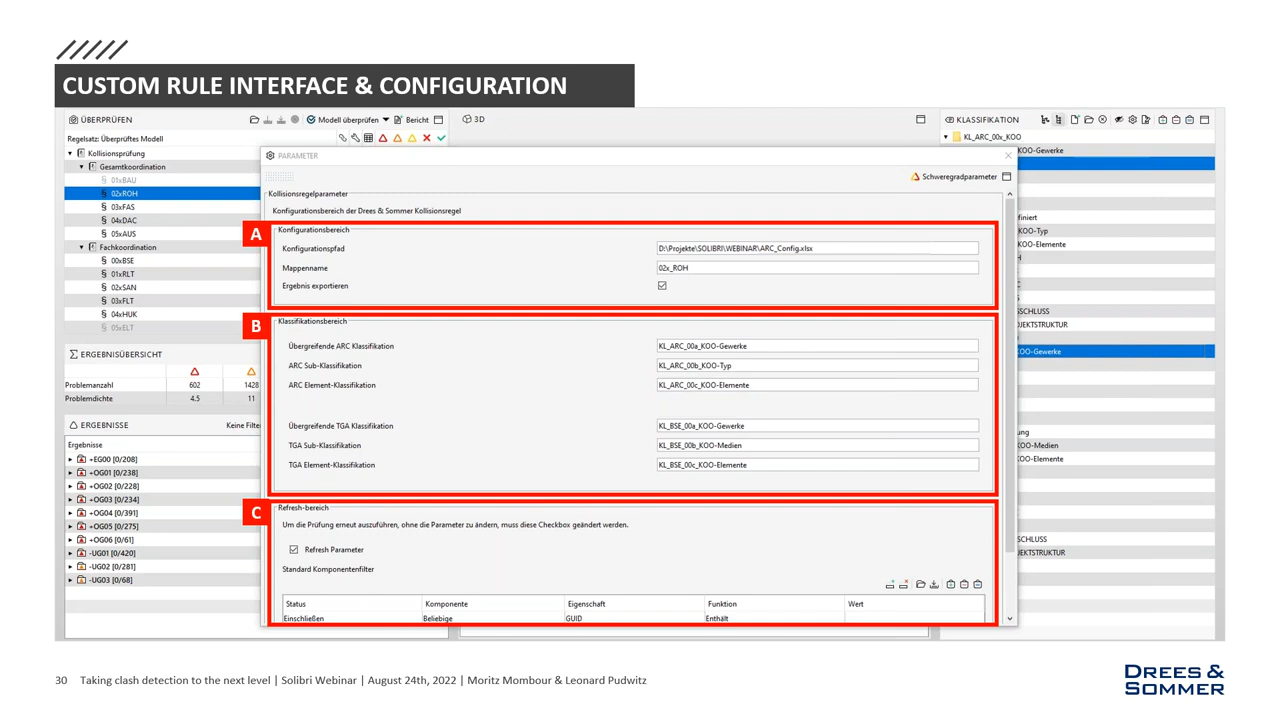 CUSTOM RULE INTERFACE & CONFIGURATION
ÜBERPRÜFEN
Modell überprüfen
Bericht
3D
KLASSIFIKATION
Regelsatz: Überprüftes Modell
KL_ARC_00x_KOO
Kollisionsprüfung
Gesamtkoordination
01xBAU
02xROH
03xFAS
04xDAC
05xAUS
Fachkoordination
00xBSE
01xRLT
02xSAN
03xFLT
04xHUK
05xELT
ERGEBNISÜBERSICHT
Problemanzahl 602 1428
Problemdichte 4.5 11
ERGEBNISSE Keine Filter
Ergebnisse
+EG00 [0/208]
+OG01 [0/238]
+OG02 [0/228]
+OG03 [0/234]
+OG04 [0/391]
+OG05 [0/275]
+OG06 [0/61]
-UG01 [0/420]
-UG02 [0/281]
-UG03 [0/68]
PARAMETER
Schweregradparameter
Kollisionsregelparameter
Konfigurationsbereich der Drees & Sommer Kollisionsregel
A
Konfigurationsbereich
Konfigurationspfad D:\Projekte\SOLIBRI\WEBINAR\ARC_Config.xlsx
Mappenname 02x_ROH
Ergebnis exportieren
B
Klassifikationsbereich
Übergreifende ARC Klassifikation KL_ARC_00a_KOO-Gewerke
ARC Sub-Klassifikation KL_ARC_00b_KOO-Typ
ARC Element-Klassifikation KL_ARC_00c_KOO-Elemente
Übergreifende TGA Klassifikation KL_BSE_00a_KOO-Gewerke
TGA Sub-Klassifikation KL_BSE_00b_KOO-Medien
TGA Element-Klassifikation KL_BSE_00c_KOO-Elemente
C
Refresh-bereich
Um die Prüfung erneut auszuführen, ohne die Parameter zu ändern, muss diese Checkbox geändert werden.
Refresh Parameter
Standard Komponentenfilter
Status Komponente Eigenschaft Funktion Wert
Einschließen Beliebige GUID Enthält
KOO-Gewerke
finiert
KOO-Typ
KOO-Elemente
SCHLUSS
JEKTSTRUKTUR
KOO-Gewerke
ung
KOO-Medien
KOO-Elemente
SCHLUSS
JEKTSTRUKTUR
30 Taking clash detection to the next level | Solibri Webinar | August 24th, 2022 | Moritz Mombour & Leonard Pudwitz
DREES &
SOMMER